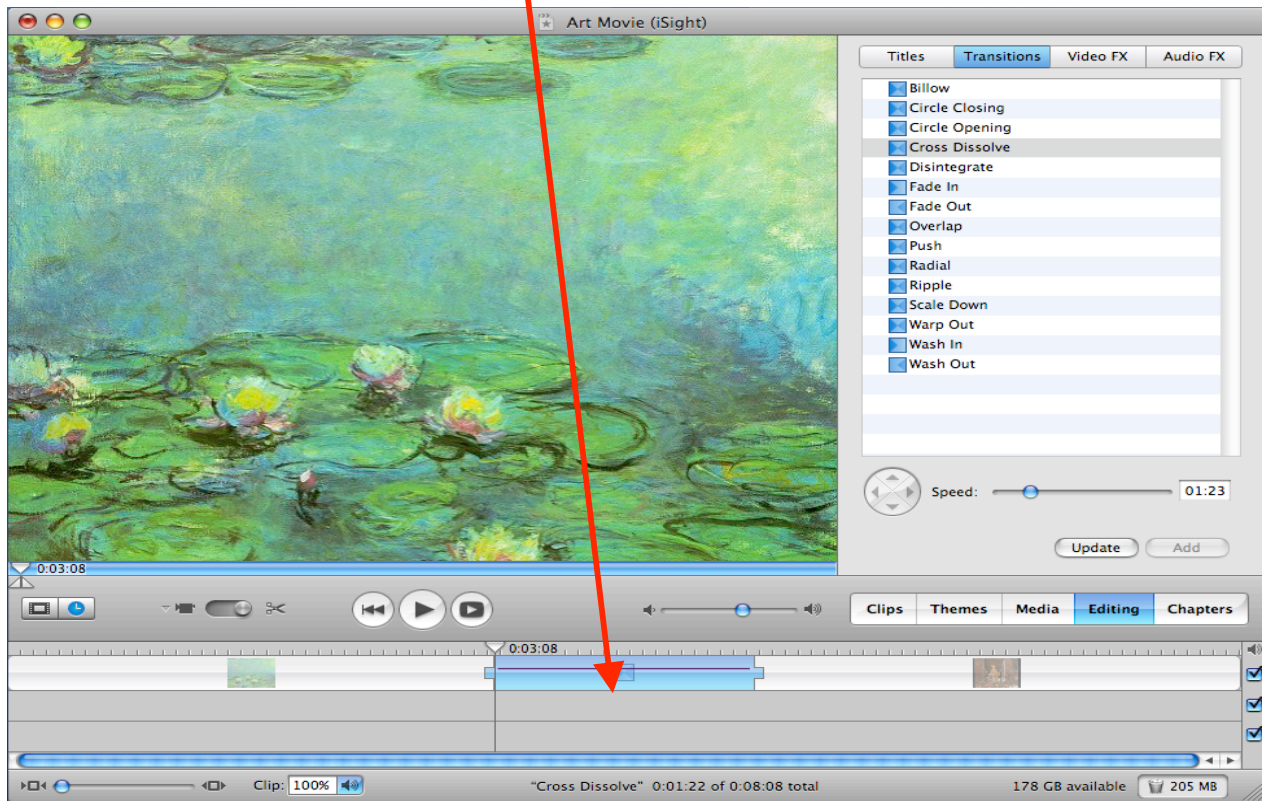 Art Movie (iSight)
Titles Transitions Video FX Audio FX
Billow
Circle Closing
Circle Opening
Cross Dissolve
Disintegrate
Fade In
Fade Out
Overlap
Push
Radial
Ripple
Scale Down
Warp Out
Wash In
Wash Out
Speed: 01:23
Update Add
0:03:08
Clips Themes Media Editing Chapters
0:03:08
Clip: 100% "Cross Dissolve" 0:01:22 of 0:08:08 total 178 GB available 205 MB